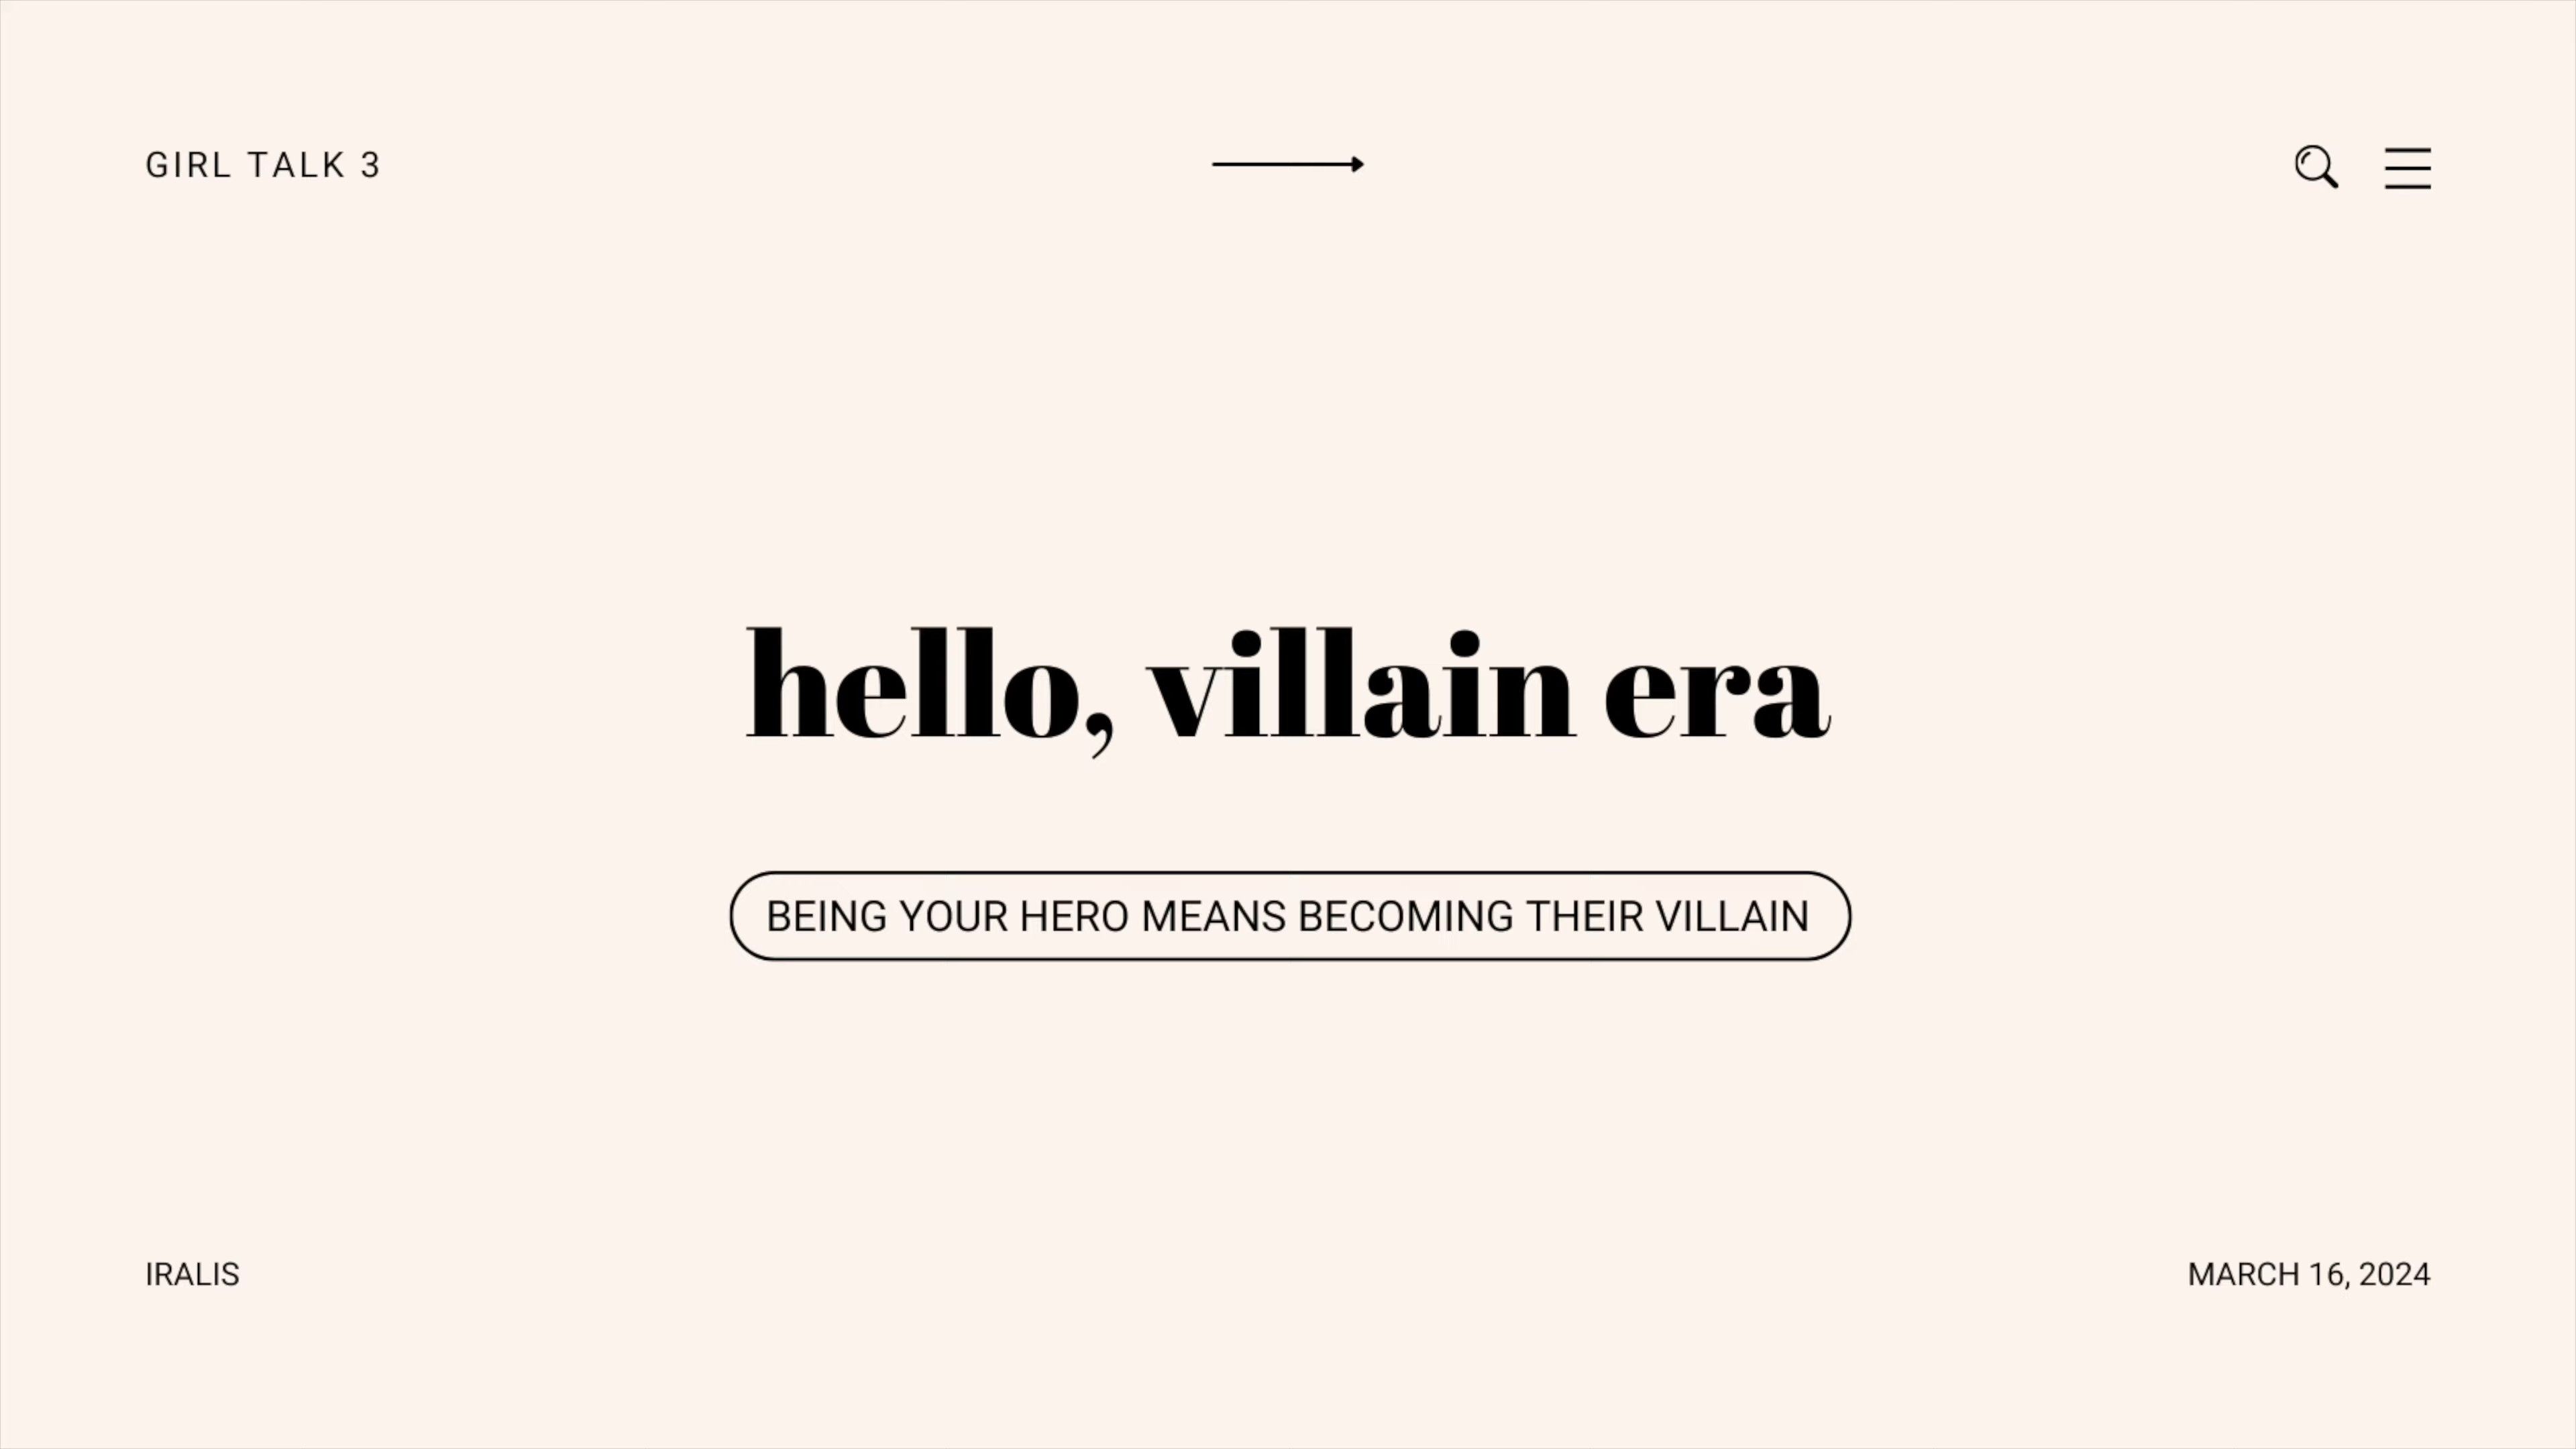 GIRL TALK 3
hello, villain era
BEING YOUR HERO MEANS BECOMING THEIR VILLAIN
IRALIS
MARCH 16, 2024